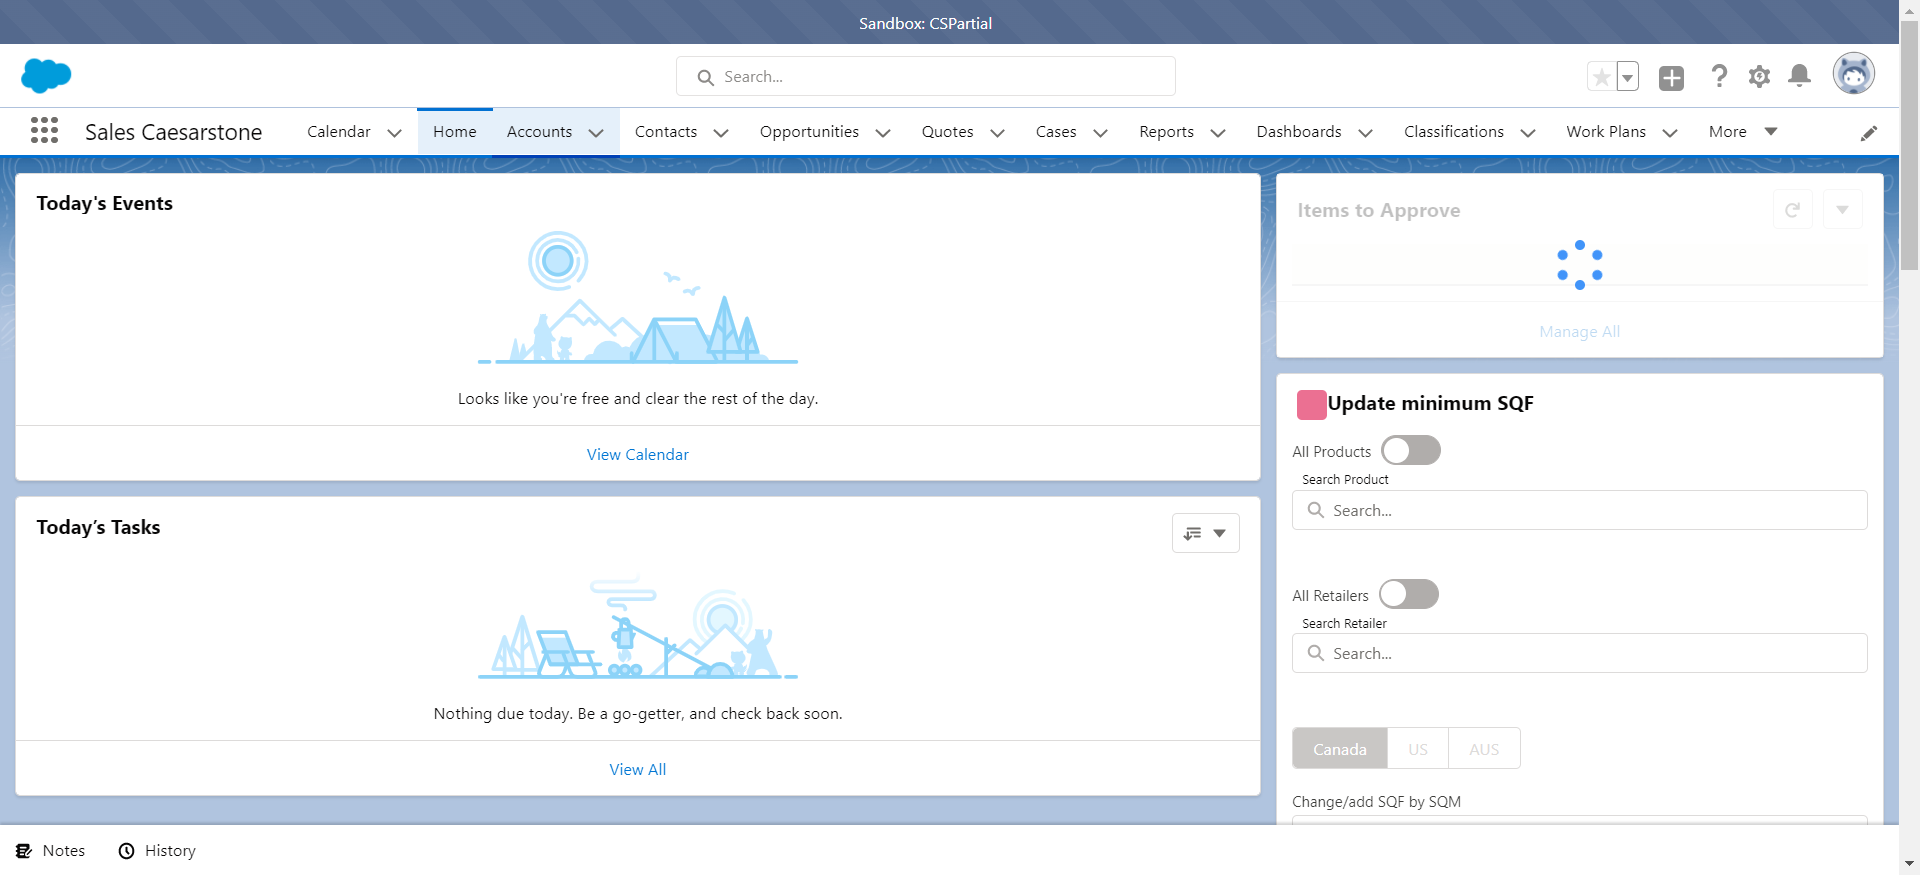 Sandbox: CSPartial
Search...
Sales Caesarstone
Calendar
Home
Accounts
Contacts
Opportunities
Quotes
Cases
Reports
Dashboards
Classifications
Work Plans
More
Today's Events
Looks like you're free and clear the rest of the day.
View Calendar
Today’s Tasks
Nothing due today. Be a go-getter, and check back soon.
View All
Items to Approve
Manage All
Update minimum SQF
All Products
Search Product
Search...
All Retailers
Search Retailer
Search...
Canada
US
AUS
Change/add SQF by SQM
Notes
History